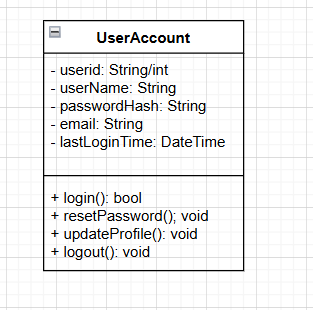 UserAccount
- userid: String/int
- userName: String
- passwordHash: String
- email: String
- lastLoginTime: DateTime
+ login(): bool
+ resetPassword(); void
+ updateProfile(): void
+ logout(): void